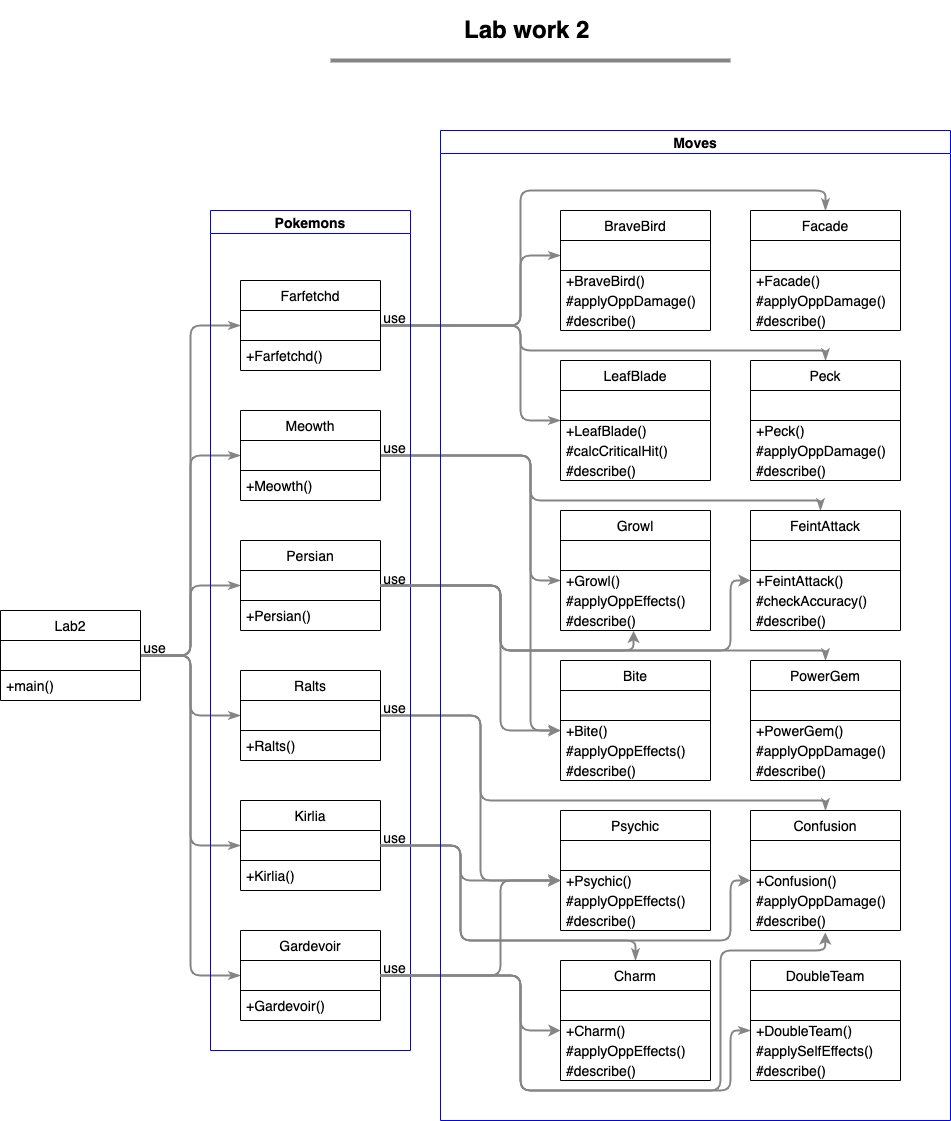 Lab work 2
Moves
Pokemons
BraveBird
+BraveBird()
#applyOppDamage()
#describe()
Facade
+Facade()
#applyOppDamage()
#describe()
Farfetchd
+Farfetchd()
use
LeafBlade
+LeafBlade()
#calcCriticalHit()
#describe()
Peck
+Peck()
#applyOppDamage()
#describe()
Meowth
+Meowth()
use
Growl
+Growl()
#applyOppEffects()
#describe()
FeintAttack
+FeintAttack()
#checkAccuracy()
#describe()
Persian
+Persian()
use
Lab2
+main()
use
Bite
+Bite()
#applyOppEffects()
#describe()
PowerGem
+PowerGem()
#applyOppDamage()
#describe()
Ralts
+Ralts()
use
Psychic
+Psychic()
#applyOppEffects()
#describe()
Confusion
+Confusion()
#applyOppDamage()
#describe()
Kirlia
+Kirlia()
use
Gardevoir
+Gardevoir()
use
Charm
+Charm()
#applyOppEffects()
#describe()
DoubleTeam
+DoubleTeam()
#applySelfEffects()
#describe()